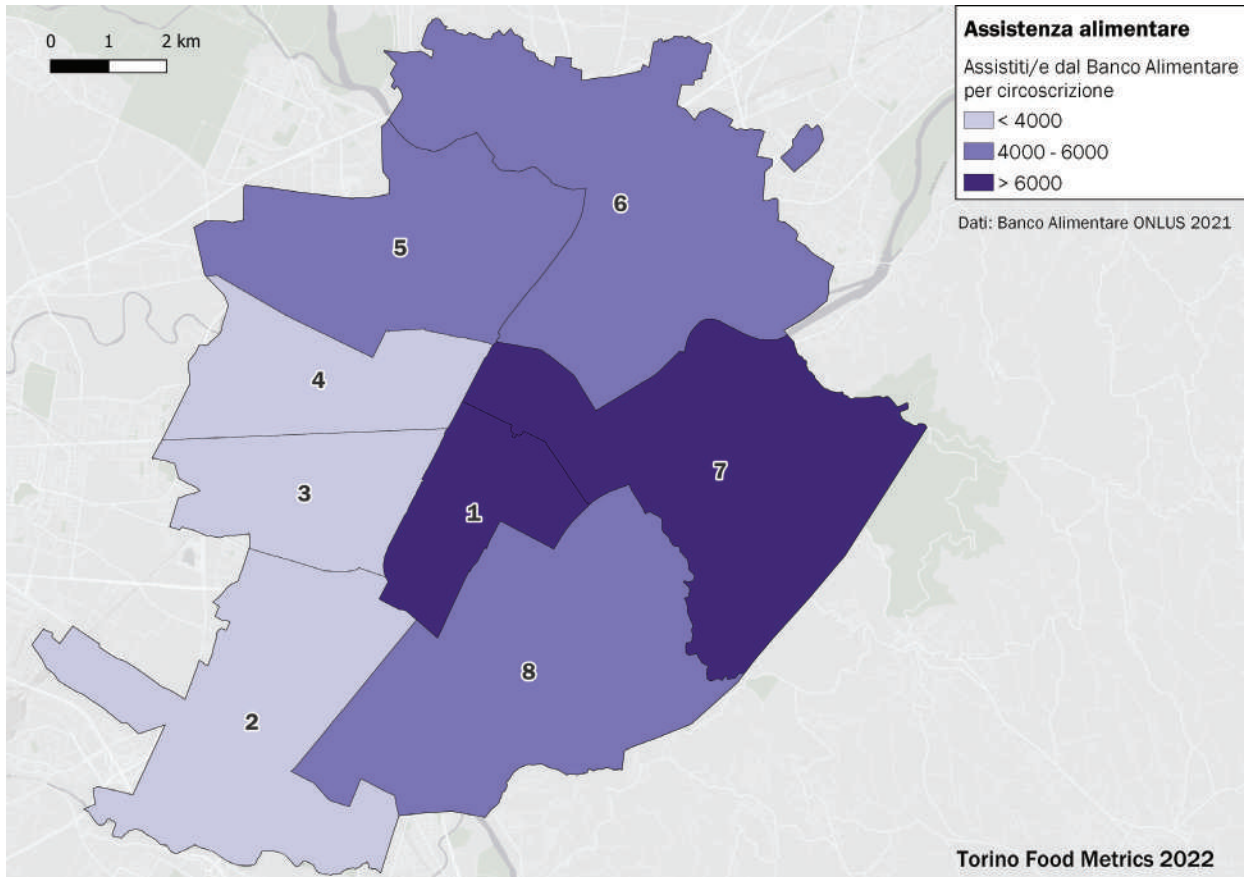 0 1 2 km
Assistenza alimentare
Assistiti/e dal Banco Alimentare
per circoscrizione
< 4000
4000 - 6000
> 6000
Dati: Banco Alimentare ONLUS 2021
6
5
4
7
3
1
8
2
Torino Food Metrics 2022